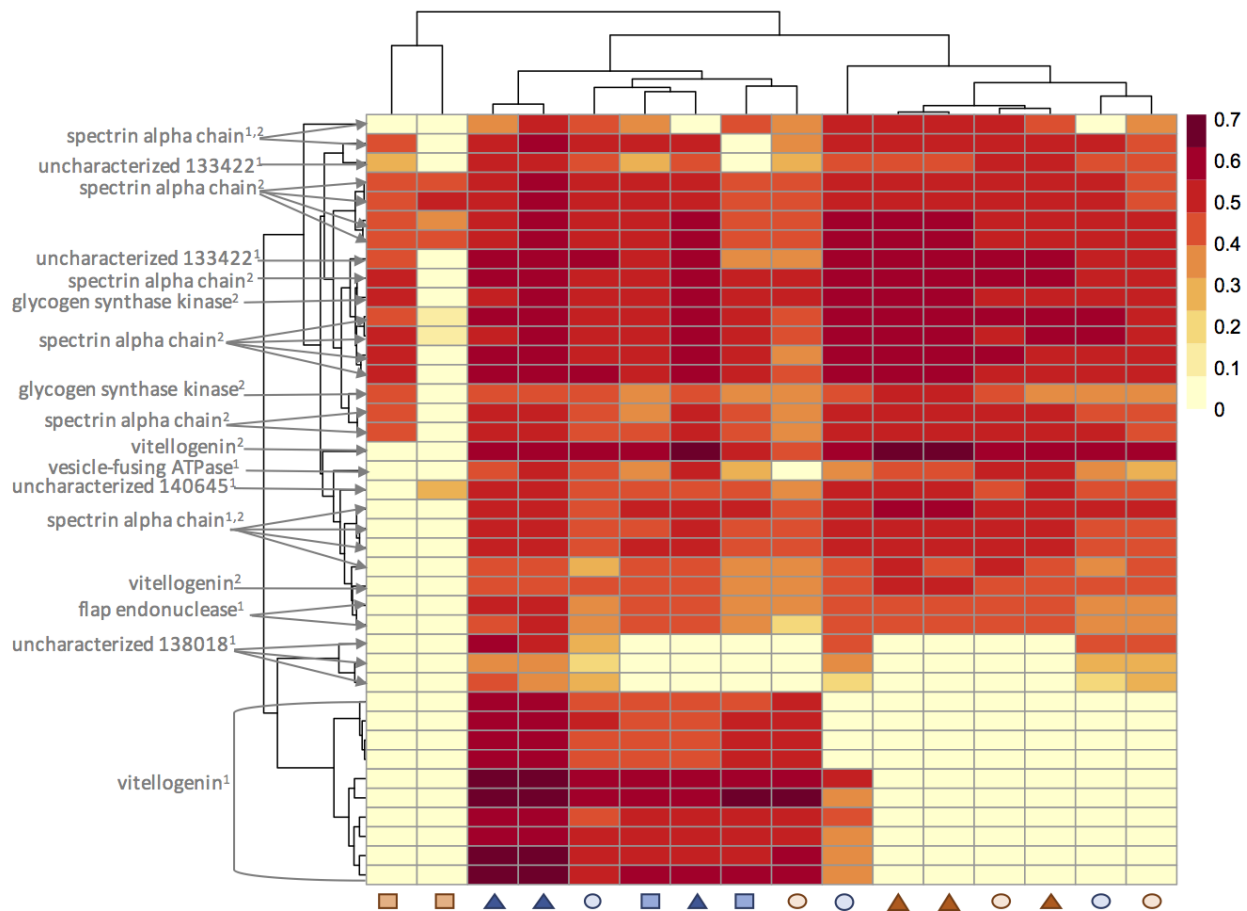 spectrin alpha chain1,2
uncharacterized 1334221
spectrin alpha chain2
uncharacterized 1334221
spectrin alpha chain2
glycogen synthase kinase2
spectrin alpha chain2
glycogen synthase kinase2
spectrin alpha chain2
vitellogenin2
vesicle-fusing ATPase1
uncharacterized 1406451
spectrin alpha chain1,2
vitellogenin2
flap endonuclease1
uncharacterized 1380181
vitellogenin1
0.7
0.6
0.5
0.4
0.3
0.2
0.1
0